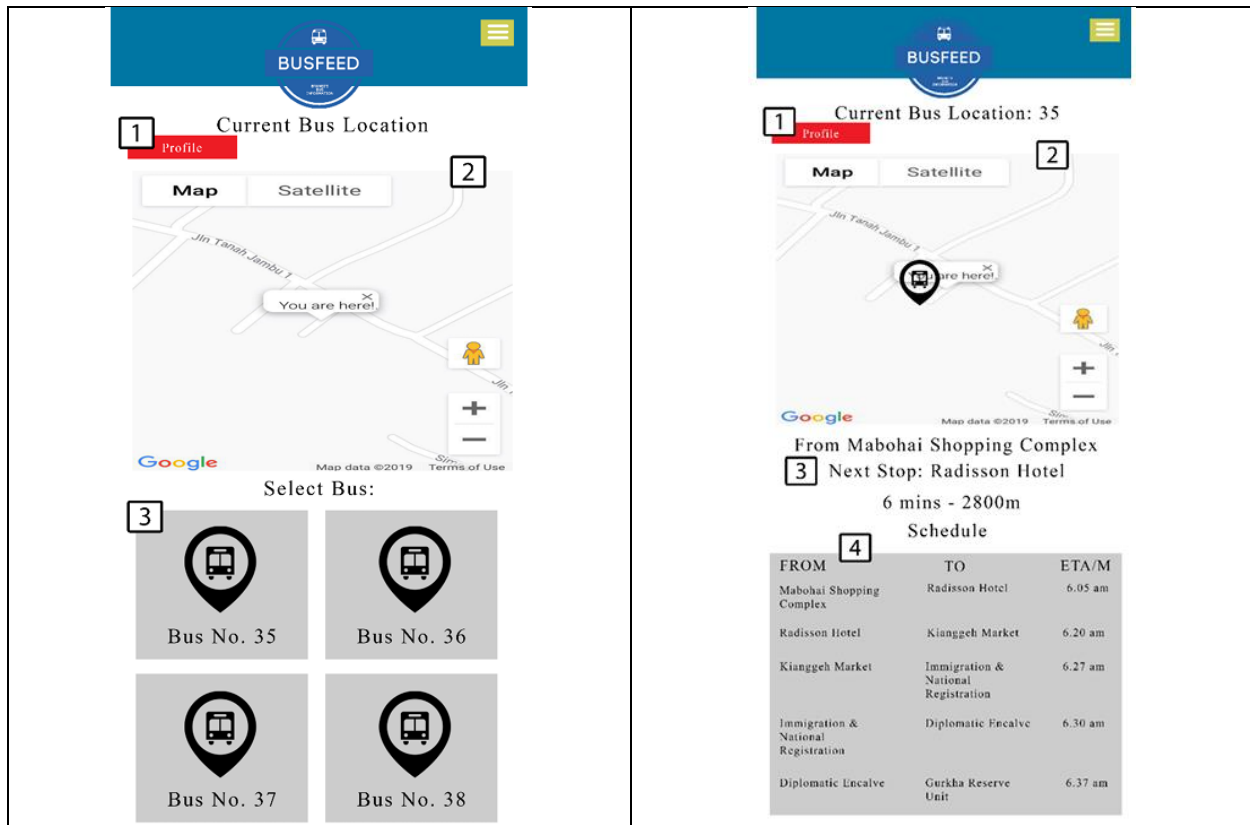 BUSFEED
1
Current Bus Location
Profile
2
Map
Satellite
Jln Tanah Jambu 1
You are here!
Jln
Google
Map data ©2019
Terms of Use
Select Bus:
3
Bus No. 35
Bus No. 36
Bus No. 37
Bus No. 38
BUSFEED
1
Current Bus Location: 35
Profile
2
Map
Satellite
Jln Tanah Jambu 1
You are here!
Jln
Google
Map data ©2019
Terms of Use
From Mabohai Shopping Complex
3
Next Stop: Radisson Hotel
6 mins - 2800m
Schedule
4
FROM TO ETA/M
Mabohai Shopping Radisson Hotel 6.05 am
Complex
Radisson Hotel Kianggeh Market 6.20 am
Kianggeh Market Immigration & 6.27 am
National
Registration
Immigration & Diplomatic Encalve 6.30 am
National
Registration
Diplomatic Encalve Gurkha Reserve 6.37 am
Unit